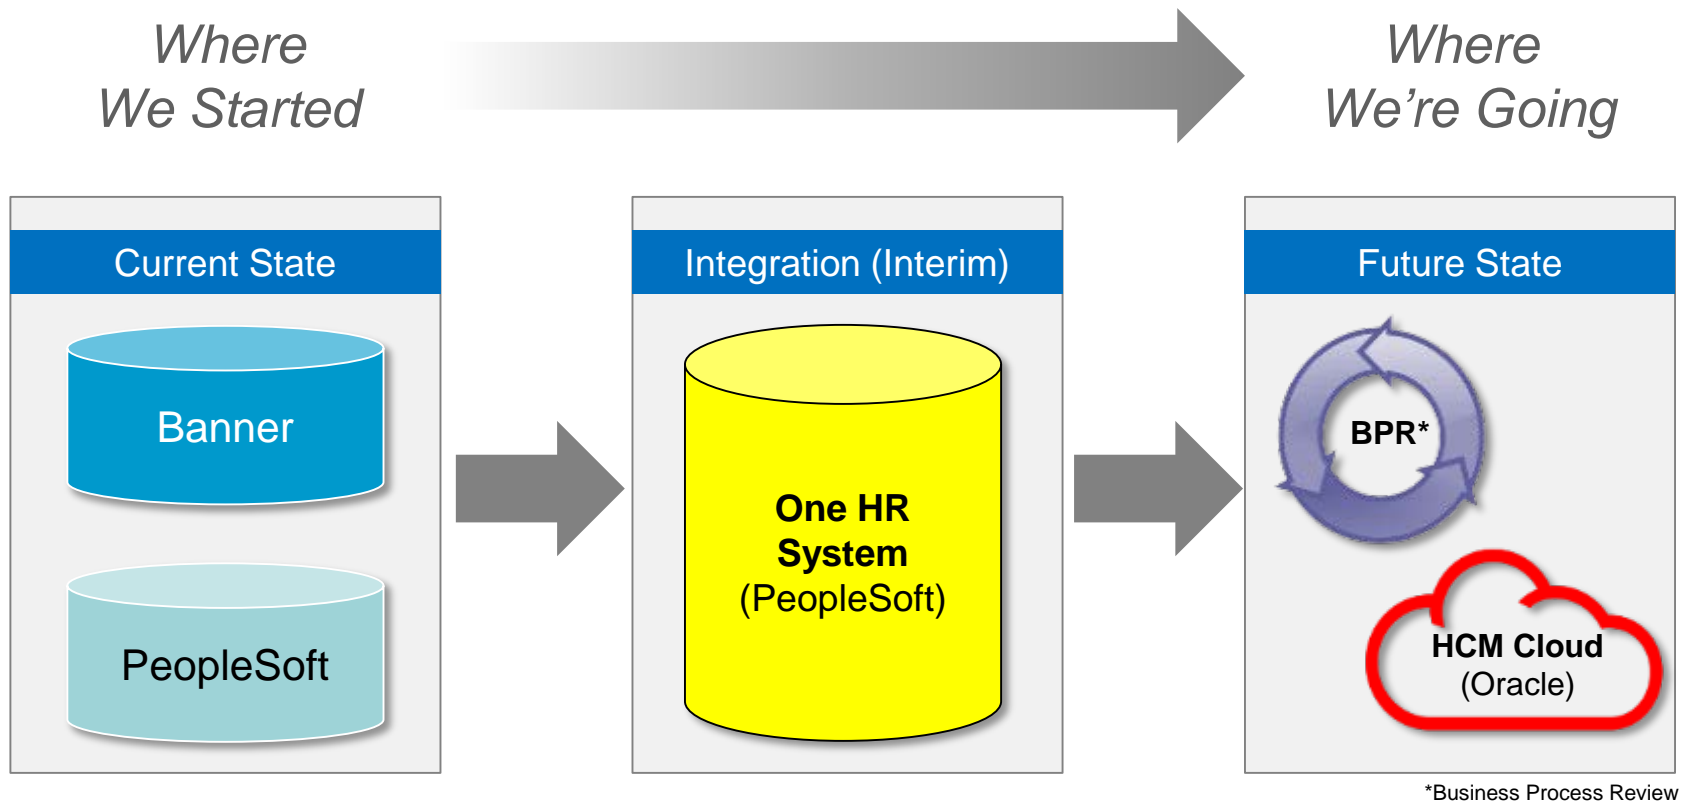 Where
We Started
Where
We’re Going
Current State
Banner
PeopleSoft
Integration (Interim)
One HR
System
(PeopleSoft)
Future State
BPR*
HCM Cloud
(Oracle)
*Business Process Review